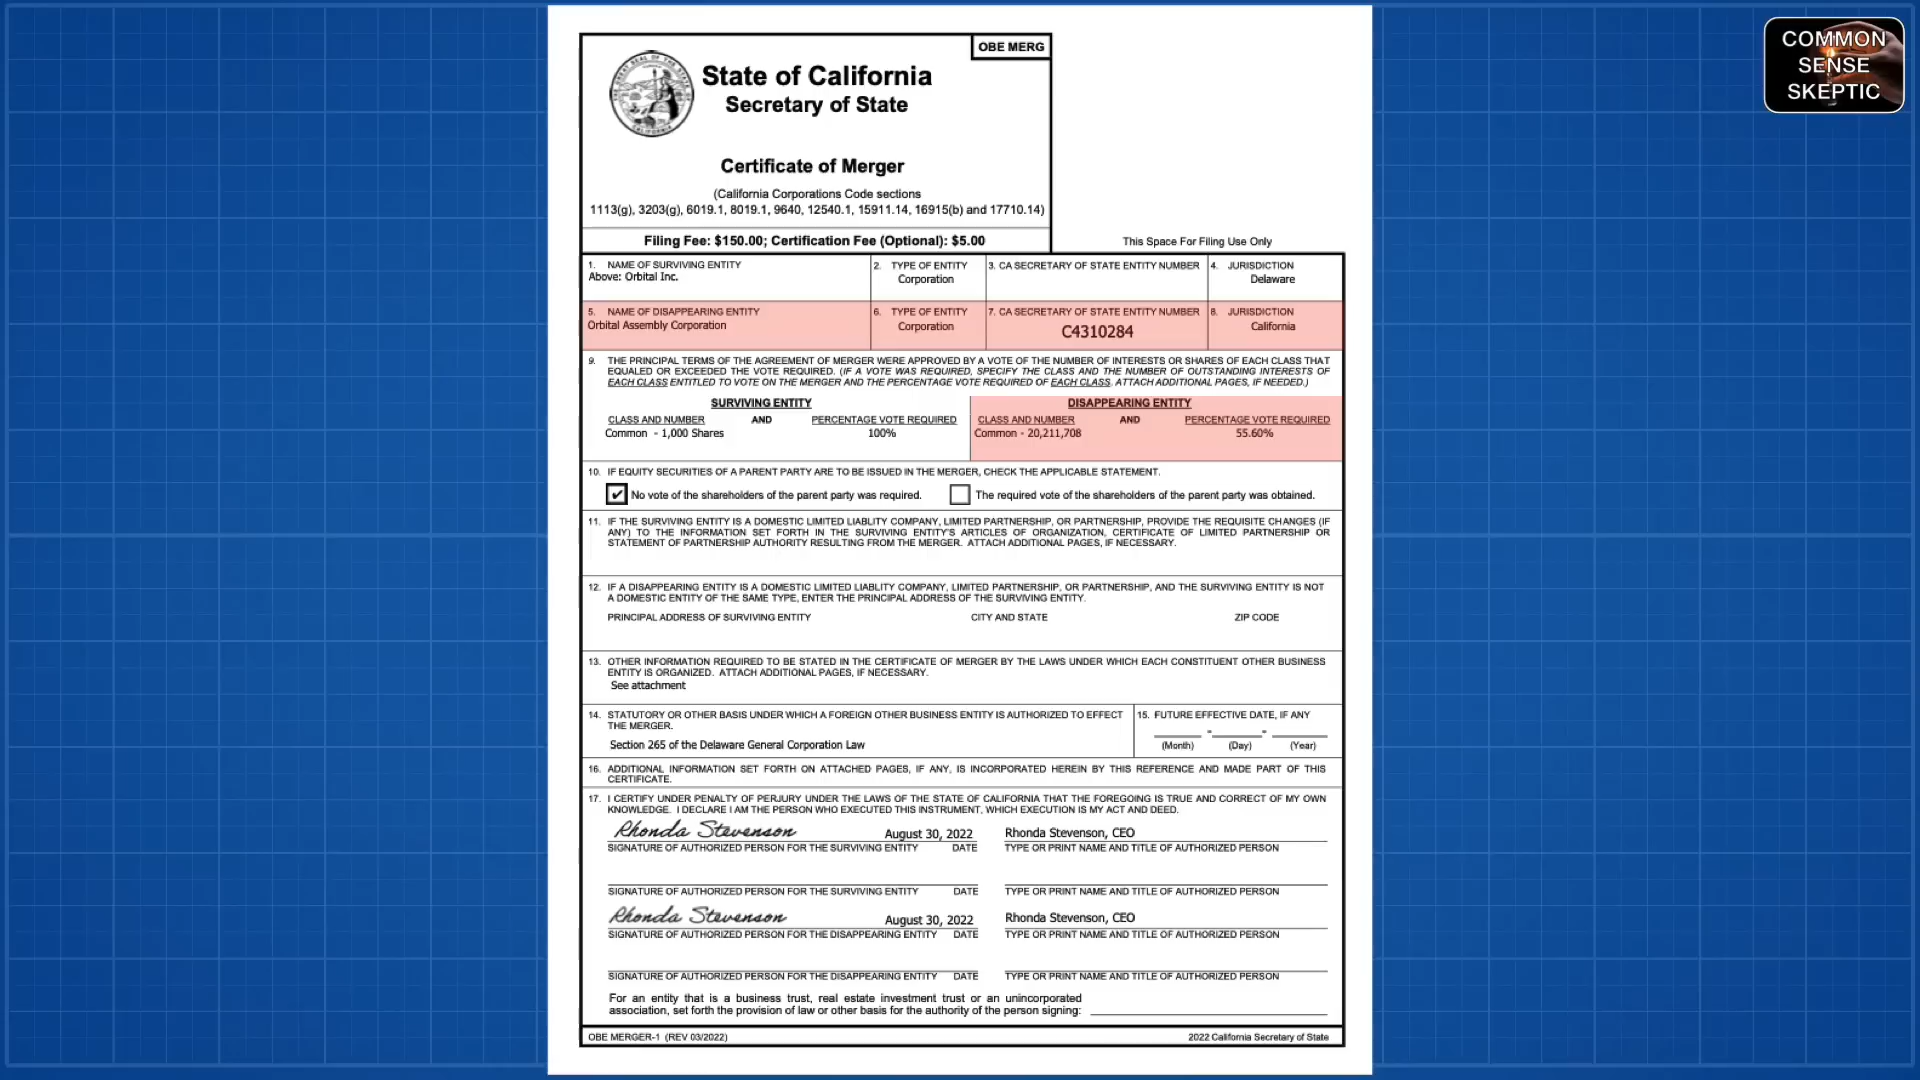 COMMON
SENSE
SKEPTIC
OBE MERG
State of California
Secretary of State
Certificate of Merger
(California Corporations Code sections
1113(g), 3203(g), 6019.1, 8019.1, 9640, 12540.1, 15911.14, 16915(b) and 17710.14)
Filing Fee: $150.00; Certification Fee (Optional): $5.00
This Space For Filing Use Only
1. NAME OF SURVIVING ENTITY
Above: Orbital Inc.
2. TYPE OF ENTITY
Corporation
3. CA SECRETARY OF STATE ENTITY NUMBER
4. JURISDICTION
Delaware
5. NAME OF DISAPPEARING ENTITY
Orbital Assembly Corporation
6. TYPE OF ENTITY
Corporation
7. CA SECRETARY OF STATE ENTITY NUMBER
C4310284
8. JURISDICTION
California
9. THE PRINCIPAL TERMS OF THE AGREEMENT OF MERGER WERE APPROVED BY A VOTE OF THE NUMBER OF INTERESTS OR SHARES OF EACH CLASS THAT
EQUALED OR EXCEEDED THE VOTE REQUIRED. (IF A VOTE WAS REQUIRED, SPECIFY THE CLASS AND THE NUMBER OF OUTSTANDING INTERESTS OF
EACH CLASS ENTITLED TO VOTE ON THE MERGER AND THE PERCENTAGE VOTE REQUIRED OF EACH CLASS. ATTACH ADDITIONAL PAGES, IF NEEDED.)
SURVIVING ENTITY
CLASS AND NUMBER AND PERCENTAGE VOTE REQUIRED
Common - 1,000 Shares 100%
DISAPPEARING ENTITY
CLASS AND NUMBER AND PERCENTAGE VOTE REQUIRED
Common - 20,211,708 55.60%
10. IF EQUITY SECURITIES OF A PARENT PARTY ARE TO BE ISSUED IN THE MERGER, CHECK THE APPLICABLE STATEMENT.
No vote of the shareholders of the parent party was required. The required vote of the shareholders of the parent party was obtained.
11. IF THE SURVIVING ENTITY IS A DOMESTIC LIMITED LIABLITY COMPANY, LIMITED PARTNERSHIP, OR PARTNERSHIP, PROVIDE THE REQUISITE CHANGES (IF
ANY) TO THE INFORMATION SET FORTH IN THE SURVIVING ENTITY'S ARTICLES OF ORGANIZATION, CERTIFICATE OF LIMITED PARTNERSHIP OR
STATEMENT OF PARTNERSHIP AUTHORITY RESULTING FROM THE MERGER. ATTACH ADDITIONAL PAGES, IF NECESSARY.
12. IF A DISAPPEARING ENTITY IS A DOMESTIC LIMITED LIABLITY COMPANY, LIMITED PARTNERSHIP, OR PARTNERSHIP, AND THE SURVIVING ENTITY IS NOT
A DOMESTIC ENTITY OF THE SAME TYPE, ENTER THE PRINCIPAL ADDRESS OF THE SURVIVING ENTITY.
PRINCIPAL ADDRESS OF SURVIVING ENTITY CITY AND STATE ZIP CODE
13. OTHER INFORMATION REQUIRED TO BE STATED IN THE CERTIFICATE OF MERGER BY THE LAWS UNDER WHICH EACH CONSTITUENT OTHER BUSINESS
ENTITY IS ORGANIZED. ATTACH ADDITIONAL PAGES, IF NECESSARY.
See attachment
14. STATUTORY OR OTHER BASIS UNDER WHICH A FOREIGN OTHER BUSINESS ENTITY IS AUTHORIZED TO EFFECT
THE MERGER.
Section 265 of the Delaware General Corporation Law
15. FUTURE EFFECTIVE DATE, IF ANY
(Month) (Day) (Year)
16. ADDITIONAL INFORMATION SET FORTH ON ATTACHED PAGES, IF ANY, IS INCORPORATED HEREIN BY THIS REFERENCE AND MADE PART OF THIS
CERTIFICATE.
17. I CERTIFY UNDER PENALTY OF PERJURY UNDER THE LAWS OF THE STATE OF CALIFORNIA THAT THE FOREGOING IS TRUE AND CORRECT OF MY OWN
KNOWLEDGE. I DECLARE I AM THE PERSON WHO EXECUTED THIS INSTRUMENT, WHICH EXECUTION IS MY ACT AND DEED.
Rhonda Stevenson August 30, 2022 Rhonda Stevenson, CEO
SIGNATURE OF AUTHORIZED PERSON FOR THE SURVIVING ENTITY DATE TYPE OR PRINT NAME AND TITLE OF AUTHORIZED PERSON
SIGNATURE OF AUTHORIZED PERSON FOR THE SURVIVING ENTITY DATE TYPE OR PRINT NAME AND TITLE OF AUTHORIZED PERSON
Rhonda Stevenson August 30, 2022 Rhonda Stevenson, CEO
SIGNATURE OF AUTHORIZED PERSON FOR THE DISAPPEARING ENTITY DATE TYPE OR PRINT NAME AND TITLE OF AUTHORIZED PERSON
SIGNATURE OF AUTHORIZED PERSON FOR THE DISAPPEARING ENTITY DATE TYPE OR PRINT NAME AND TITLE OF AUTHORIZED PERSON
For an entity that is a business trust, real estate investment trust or an unincorporated
association, set forth the provision of law or other basis for the authority of the person signing:
OBE MERGER-1 (REV 03/2022) 2022 California Secretary of State